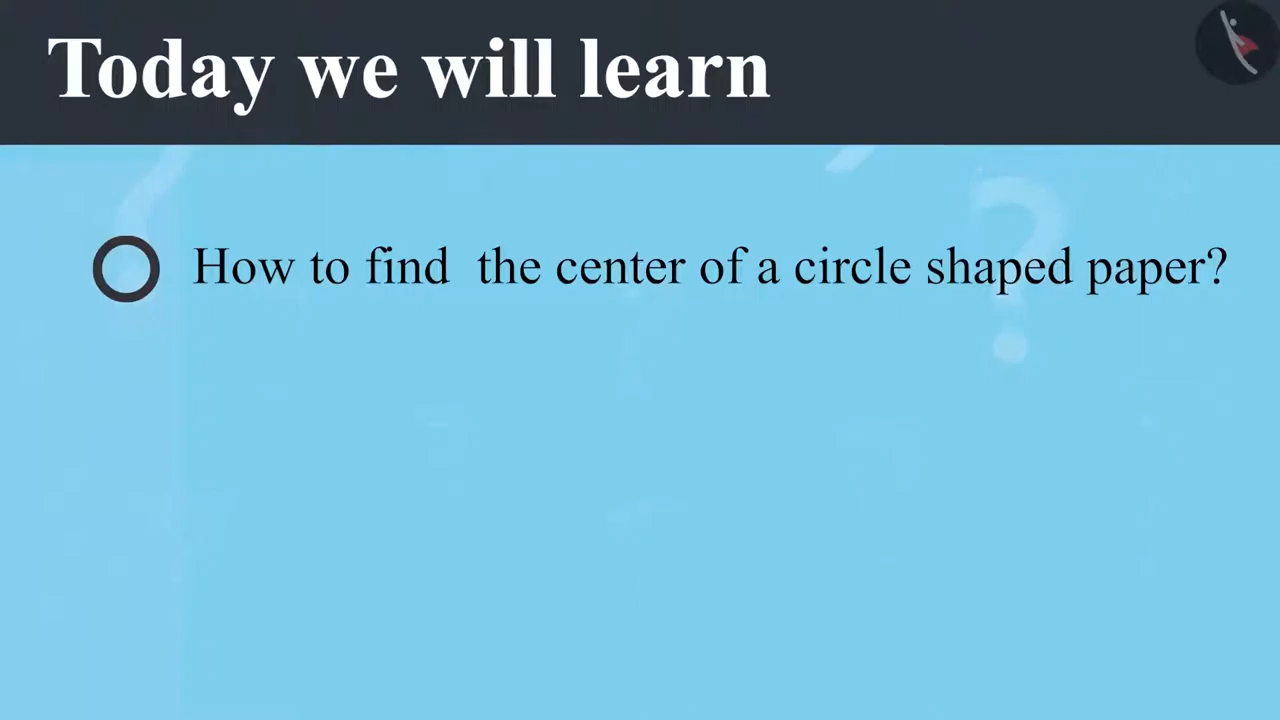 Today we will learn
How to find the center of a circle shaped paper?